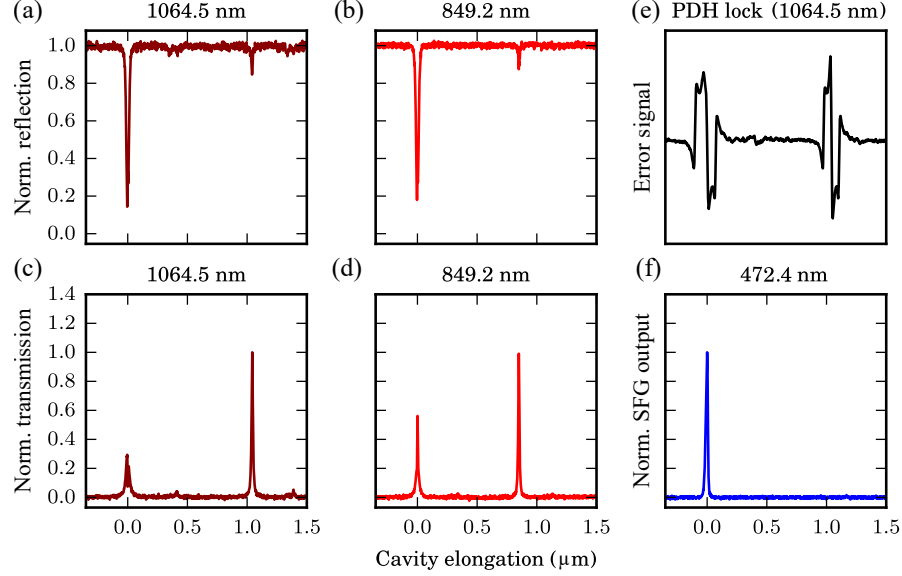 (a) 1064.5 nm
Norm. reflection
1.0
0.8
0.6
0.4
0.2
0.0
(b) 849.2 nm
(e) PDH lock (1064.5 nm)
Error signal
(c) 1064.5 nm
Norm. transmission
1.4
1.2
1.0
0.8
0.6
0.4
0.2
0.0
0.0 0.5 1.0 1.5
(d) 849.2 nm
0.0 0.5 1.0 1.5
Cavity elongation (µm)
(f) 472.4 nm
Norm. SFG output
0.0 0.5 1.0 1.5